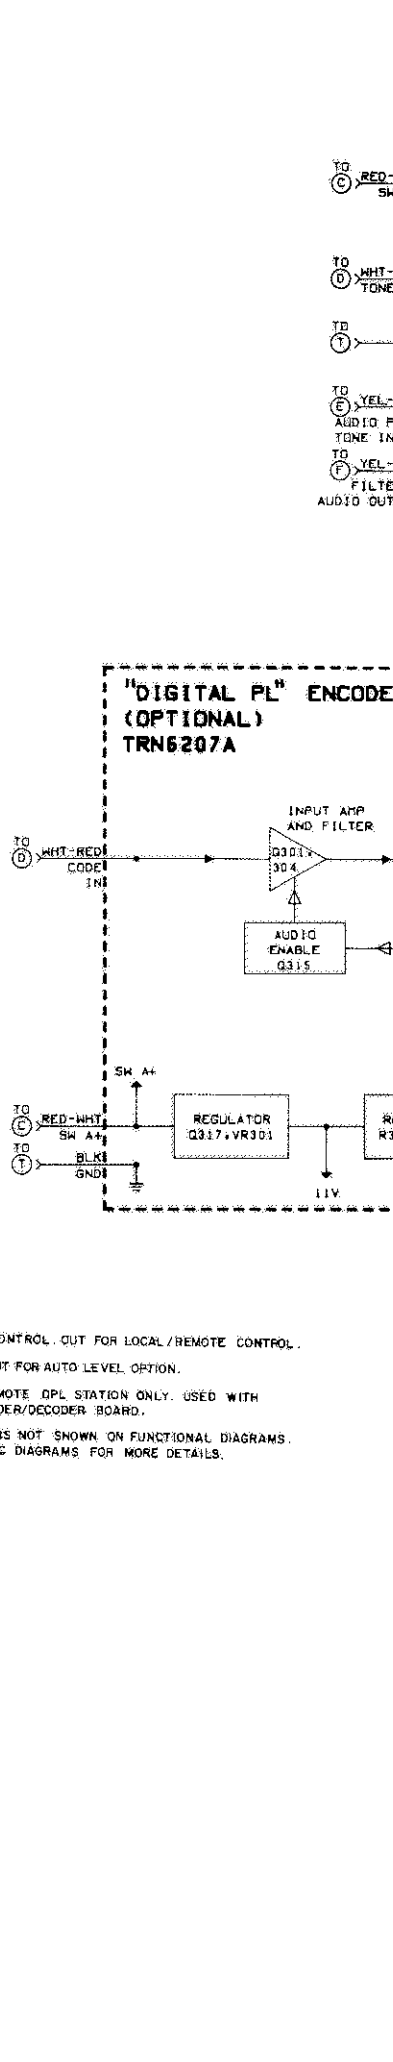 TO
C RED-
SW
TO
D WHT-
TONE
TO
T
TO
E YEL-
AUDIO
TONE IN
TO
F YEL-
FILTE
AUDIO OUT
"DIGITAL PL" ENCODE
(OPTIONAL)
TRN6207A
INPUT AMP
AND FILTER
TO
D WHT-RED
CODE
IN
Q301,
304
AUDIO
ENABLE
Q315
SW A+
TO
RED-WHT
SW A+
REGULATOR
Q317,VR301
R3
TO
T BLK
GND
11V
ONTROL. OUT FOR LOCAL/REMOTE CONTROL.
T FOR AUTO LEVEL OPTION.
MOTE DPL STATION ONLY. USED WITH
DER/DECODER BOARD.
S NOT SHOWN ON FUNCTIONAL DIAGRAMS.
C DIAGRAMS FOR MORE DETAILS.